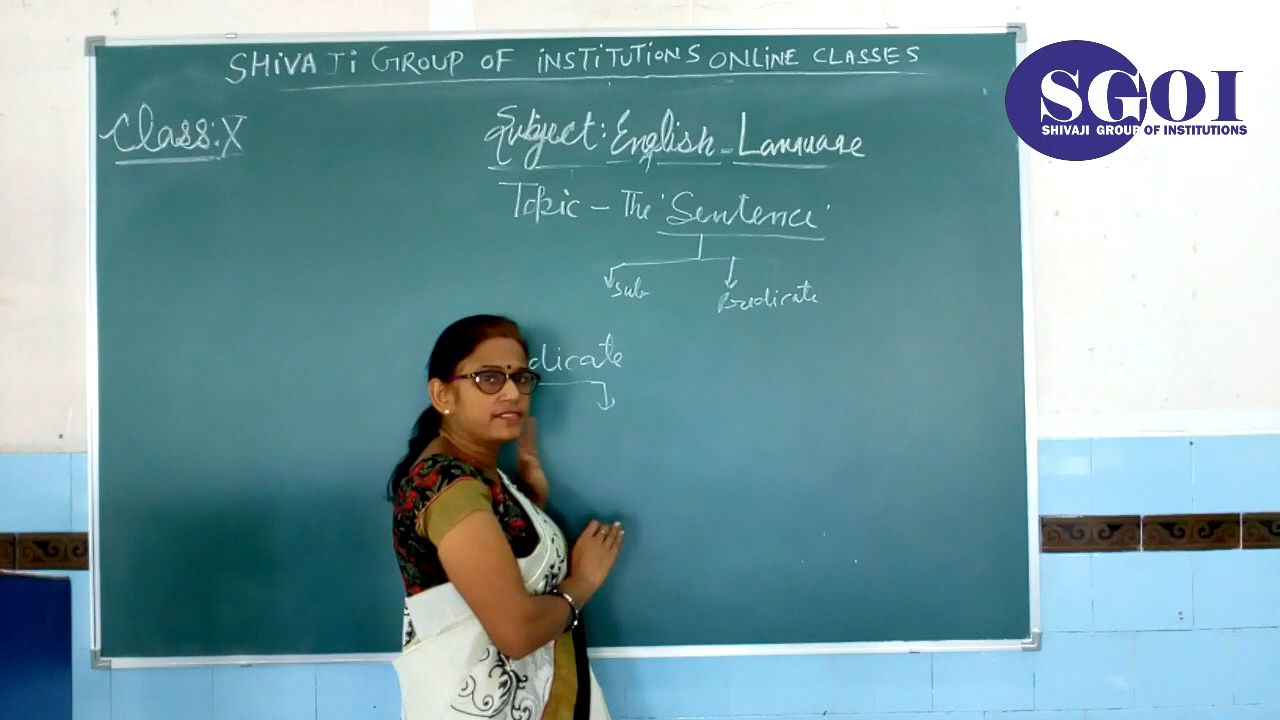 SHIVAJI GROUP OF INSTITUTIONS ONLINE CLASSES
SGOI
SHIVAJI GROUP OF INSTITUTIONS
Class:X
Subject: English - Language
Topic - The 'Sentence'
Sub Predicate
dicate